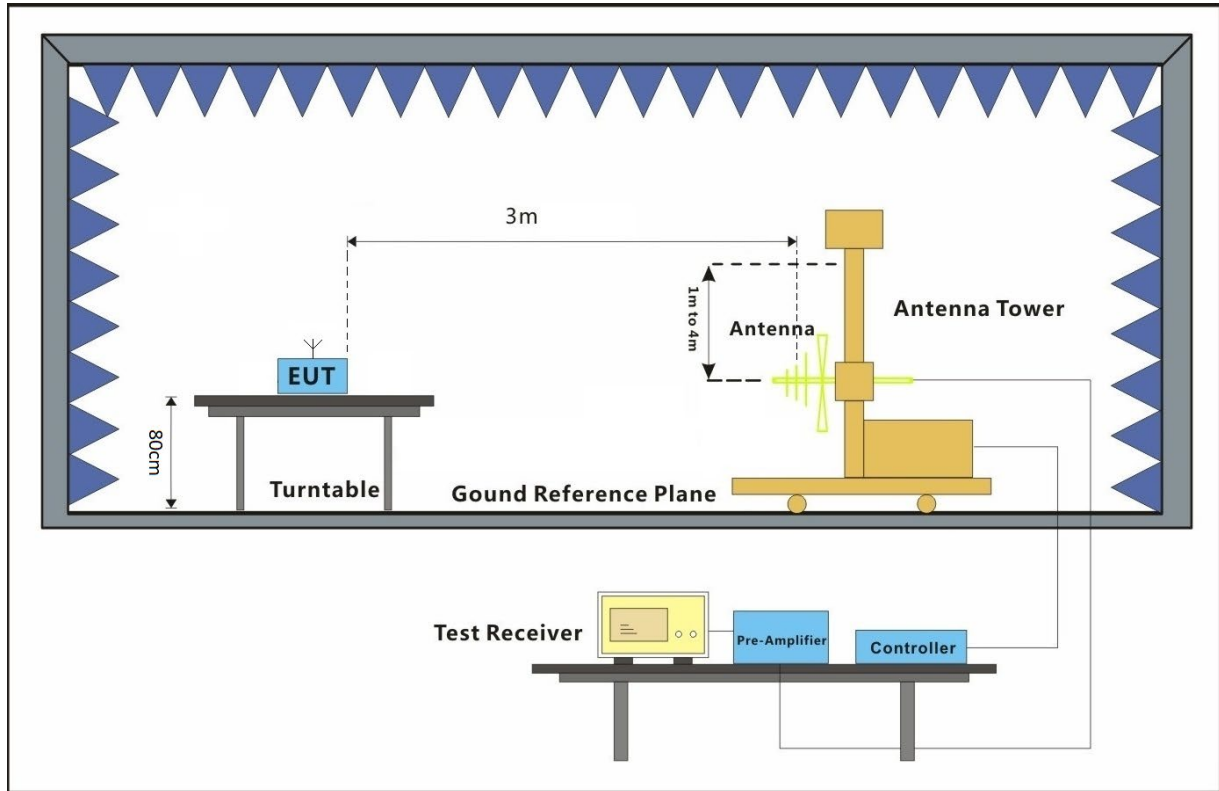 3m
1m to 4m
Antenna Tower
Antenna
EUT
80cm
Turntable
Gound Reference Plane
Test Receiver
Pre-Amplifier
Controller